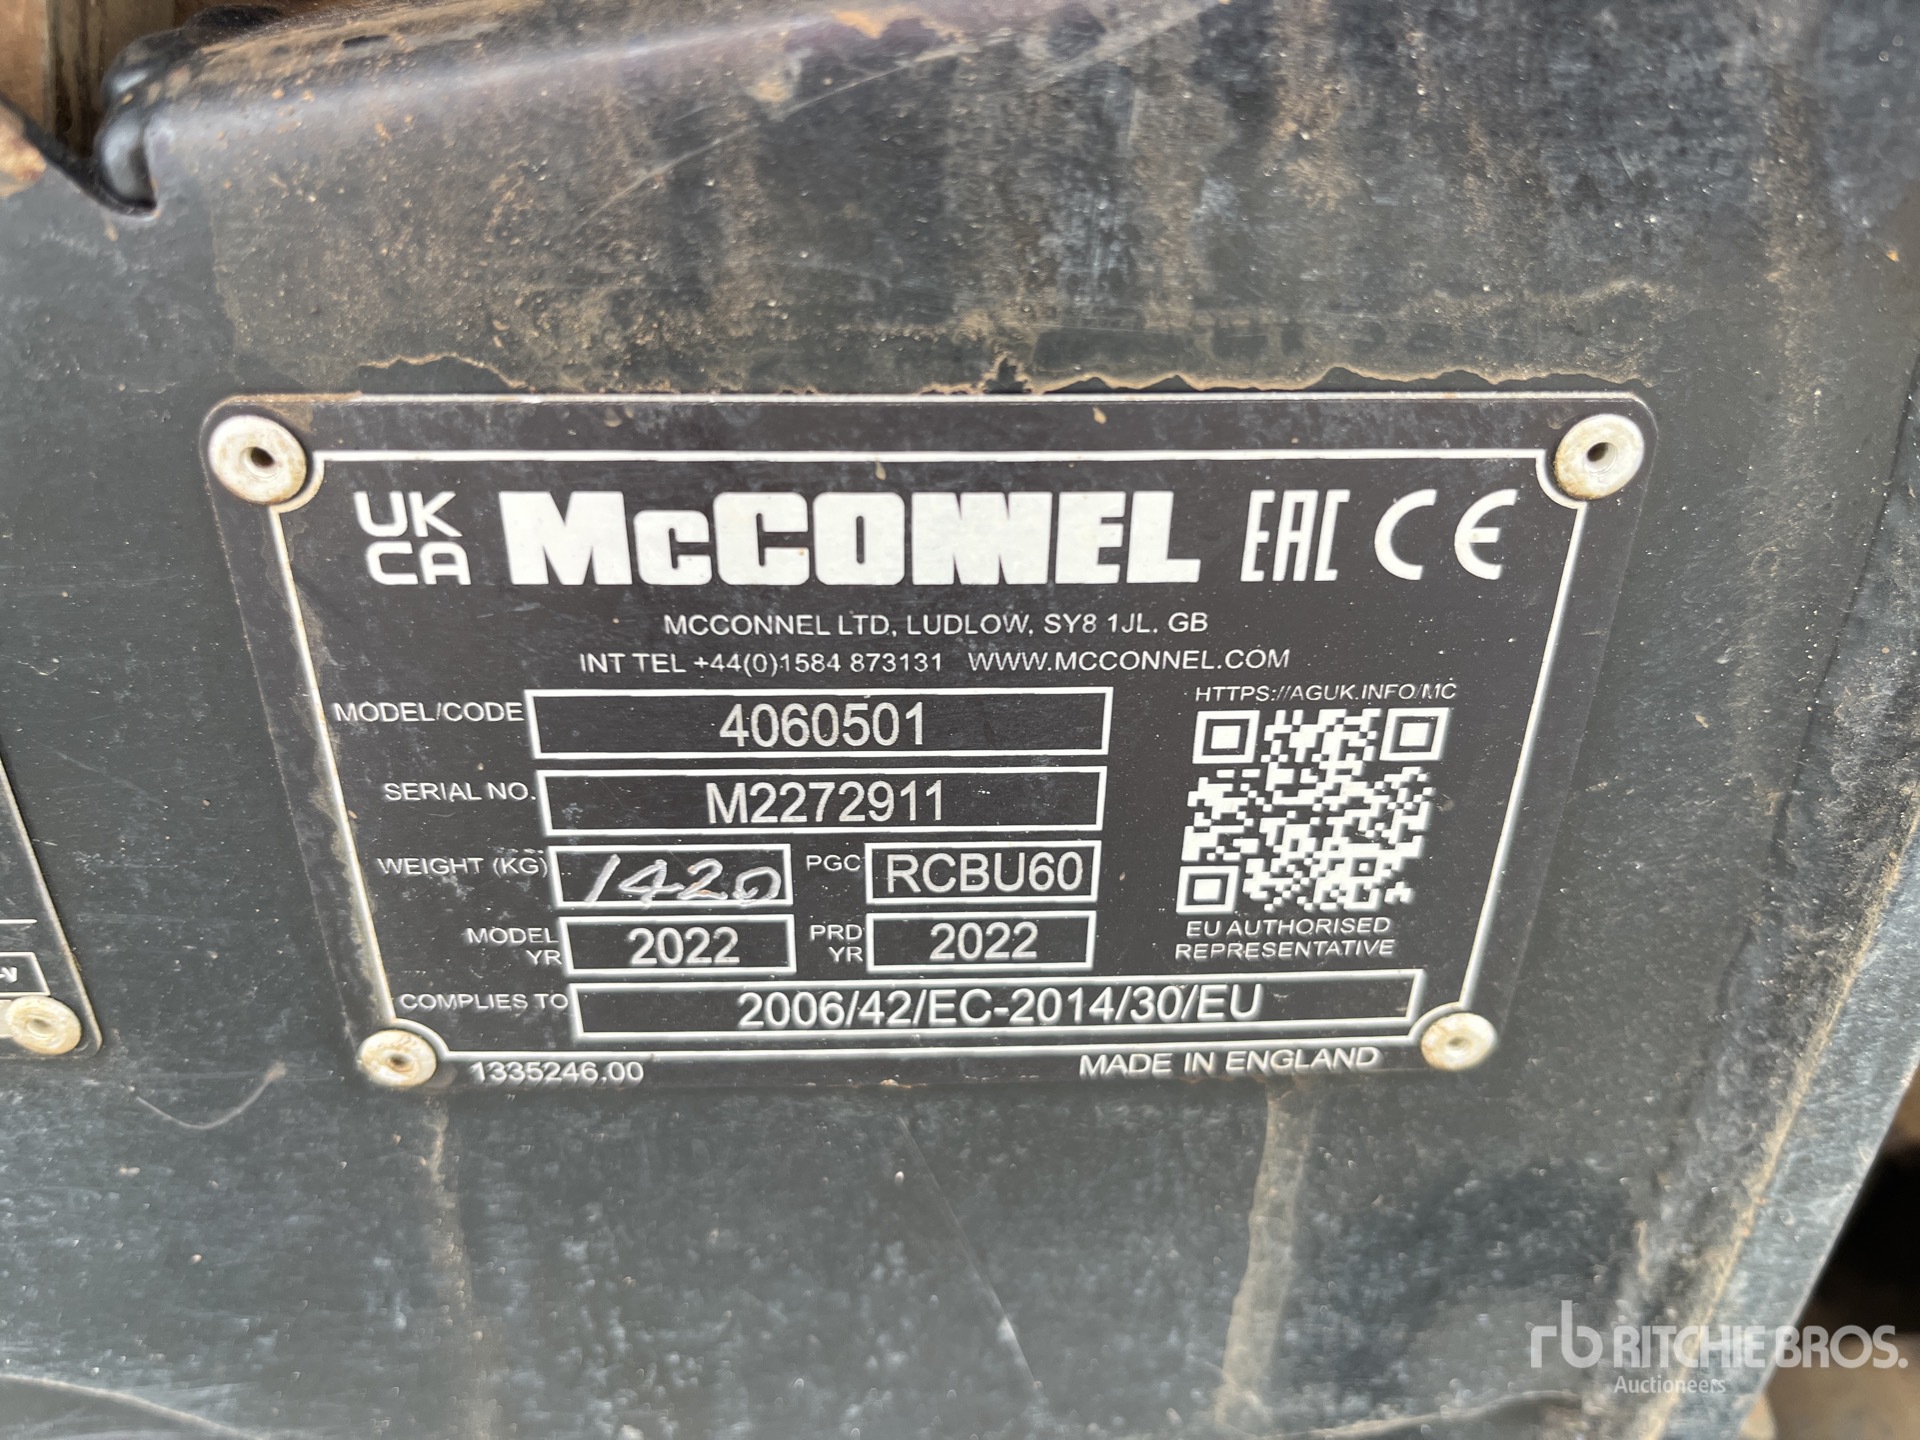 UK
CA
McCONNEL
EAC CE
MCCONNEL LTD, LUDLOW, SY8 1JL. GB
INT TEL +44(0)1584 873131 WWW.MCCONNEL.COM
HTTPS://AGUK.INFO/MC
MODEL/CODE 4060501
SERIAL NO. M2272911
WEIGHT (KG) 1420 PGC RCBU60
MODEL YR 2022 PRD YR 2022
EU AUTHORISED
REPRESENTATIVE
COMPLIES TO 2006/42/EC-2014/30/EU
1335246.00 MADE IN ENGLAND
rb RITCHIE BROS.
Auctioneers